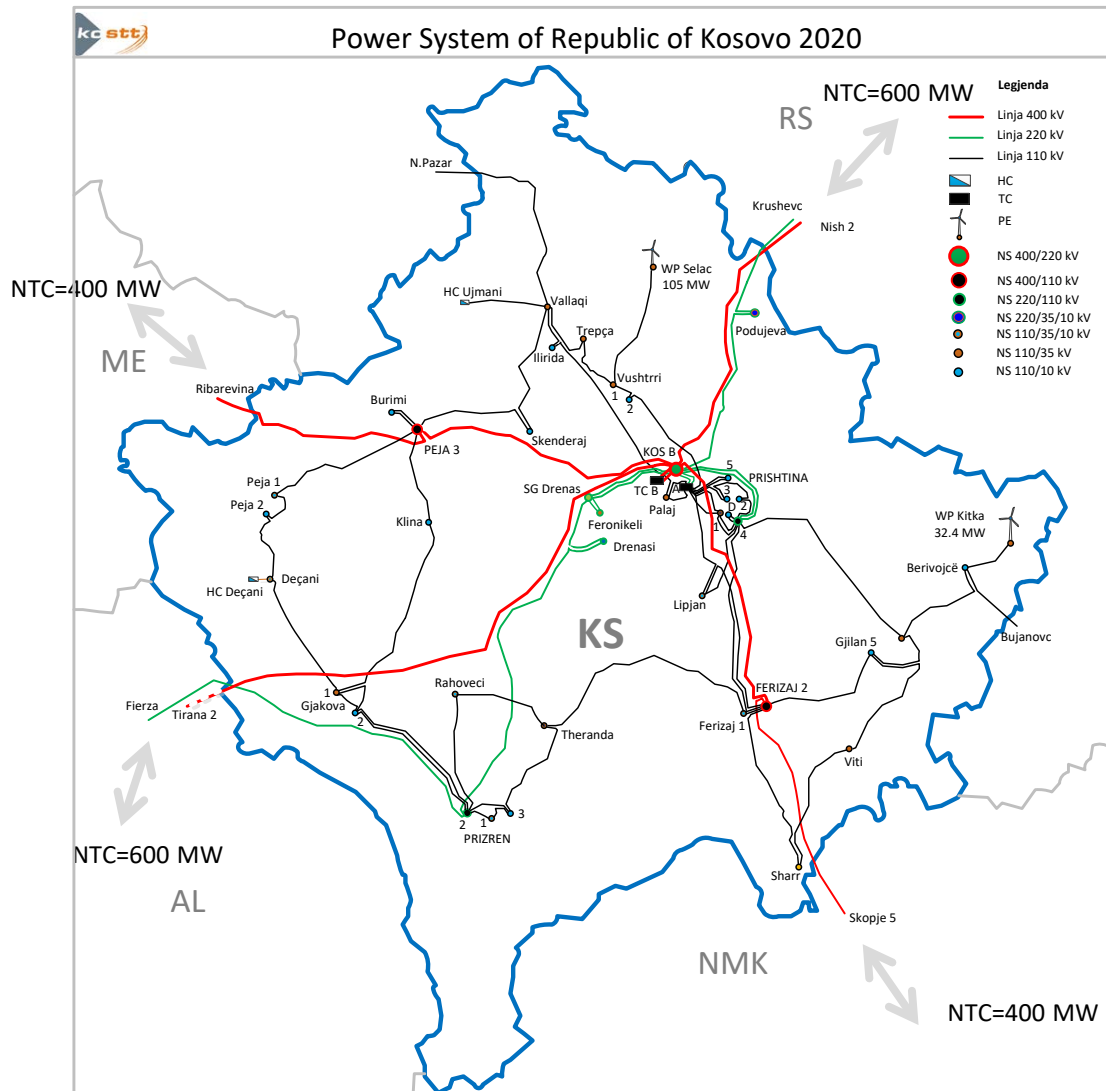 kc stt
Power System of Republic of Kosovo 2020
Legjenda
Linja 400 kV
Linja 220 kV
Linja 110 kV
HC
TC
PE
NS 400/220 kV
NS 400/110 kV
NS 220/110 kV
NS 220/35/10 kV
NS 110/35/10 kV
NS 110/35 kV
NS 110/10 kV
NTC=600 MW
RS
Krushevc
Nish 2
N.Pazar
WP Selac
105 MW
HC Ujmani
Vallaqi
Trepça
Ilirida
Podujeva
NTC=400 MW
ME
Ribarevina
Vushtrri
1
2
Burimi
PEJA 3
Skenderaj
KOS B
TC B
A
Palaj
5
PRISHTINA
3
2
D
1
4
Peja 1
Peja 2
SG Drenas
Feronikeli
Drenasi
Klina
WP Kitka
32.4 MW
Berivojcë
Bujanovc
HC Deçani
Deçani
Lipjan
KS
Gjilan 5
Rahoveci
1
Gjakova
2
FERIZAJ 2
Ferizaj 1
Fierza
Tirana 2
Theranda
Viti
2
1
3
PRIZREN
NTC=600 MW
AL
Sharr
Skopje 5
NMK
NTC=400 MW